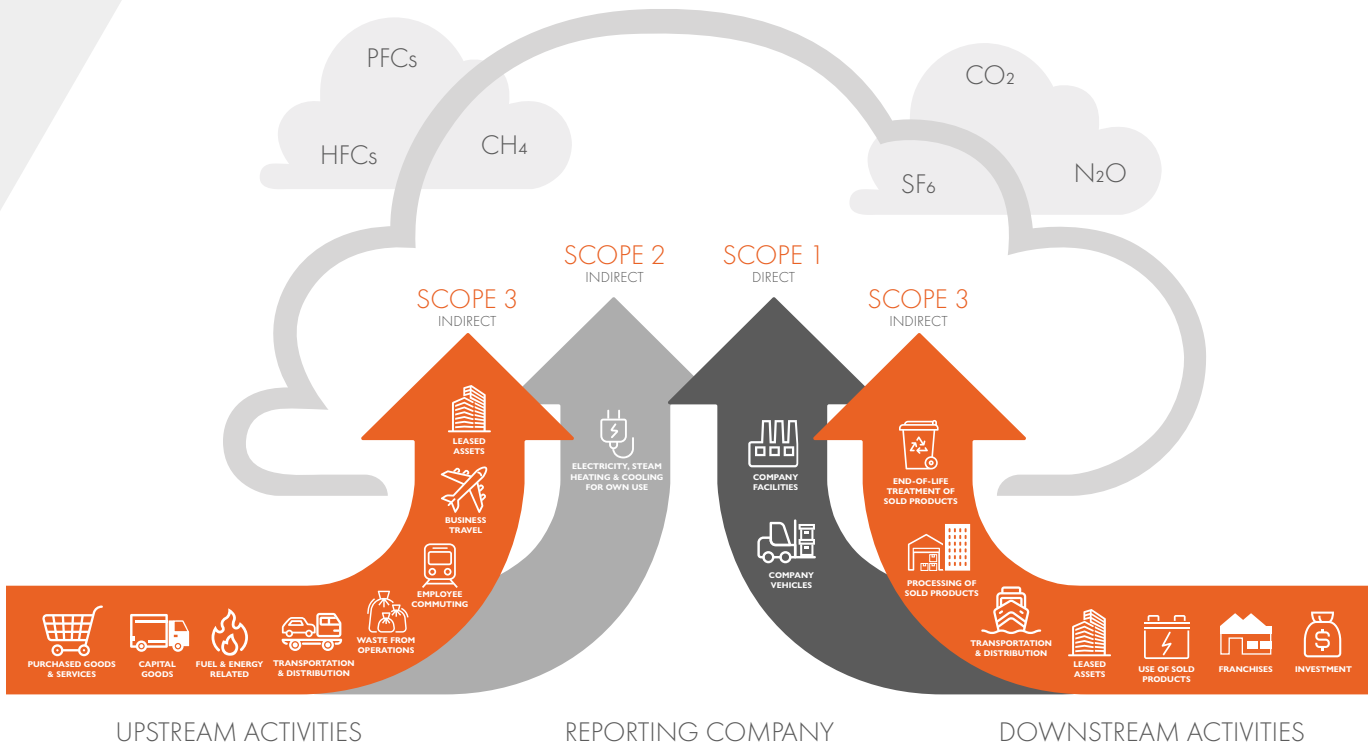 PFCs
HFCs
CH₄
CO₂
SF₆
N₂O
SCOPE 3
INDIRECT
SCOPE 2
INDIRECT
SCOPE 1
DIRECT
SCOPE 3
INDIRECT
LEASED
ASSETS
BUSINESS
TRAVEL
EMPLOYEE
COMMUTING
WASTE FROM
OPERATIONS
TRANSPORTATION
& DISTRIBUTION
FUEL & ENERGY
RELATED
CAPITAL
GOODS
PURCHASED GOODS
& SERVICES
ELECTRICITY, STEAM
HEATING & COOLING
FOR OWN USE
COMPANY
FACILITIES
COMPANY
VEHICLES
END-OF-LIFE
TREATMENT OF
SOLD PRODUCTS
PROCESSING OF
SOLD PRODUCTS
TRANSPORTATION
& DISTRIBUTION
LEASED
ASSETS
USE OF SOLD
PRODUCTS
FRANCHISES
INVESTMENT
UPSTREAM ACTIVITIES
REPORTING COMPANY
DOWNSTREAM ACTIVITIES